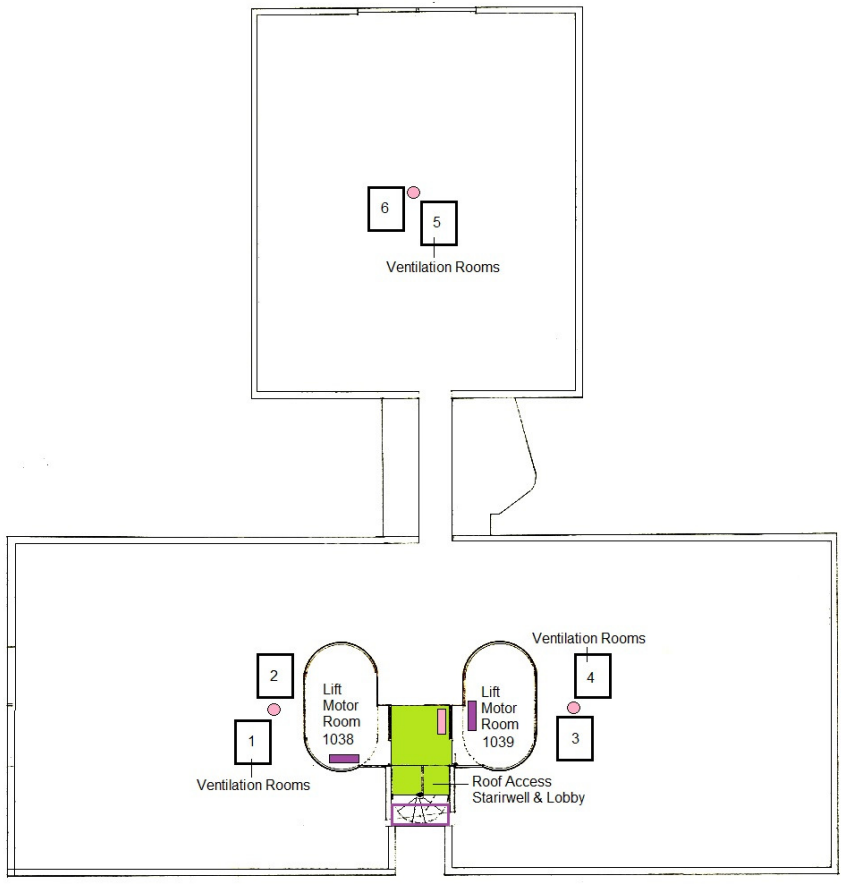 6
5
Ventilation Rooms
Ventilation Rooms
2
4
Lift
Motor
Room
1038
Lift
Motor
Room
1039
1
3
Ventilation Rooms
Roof Access
Starirwell & Lobby